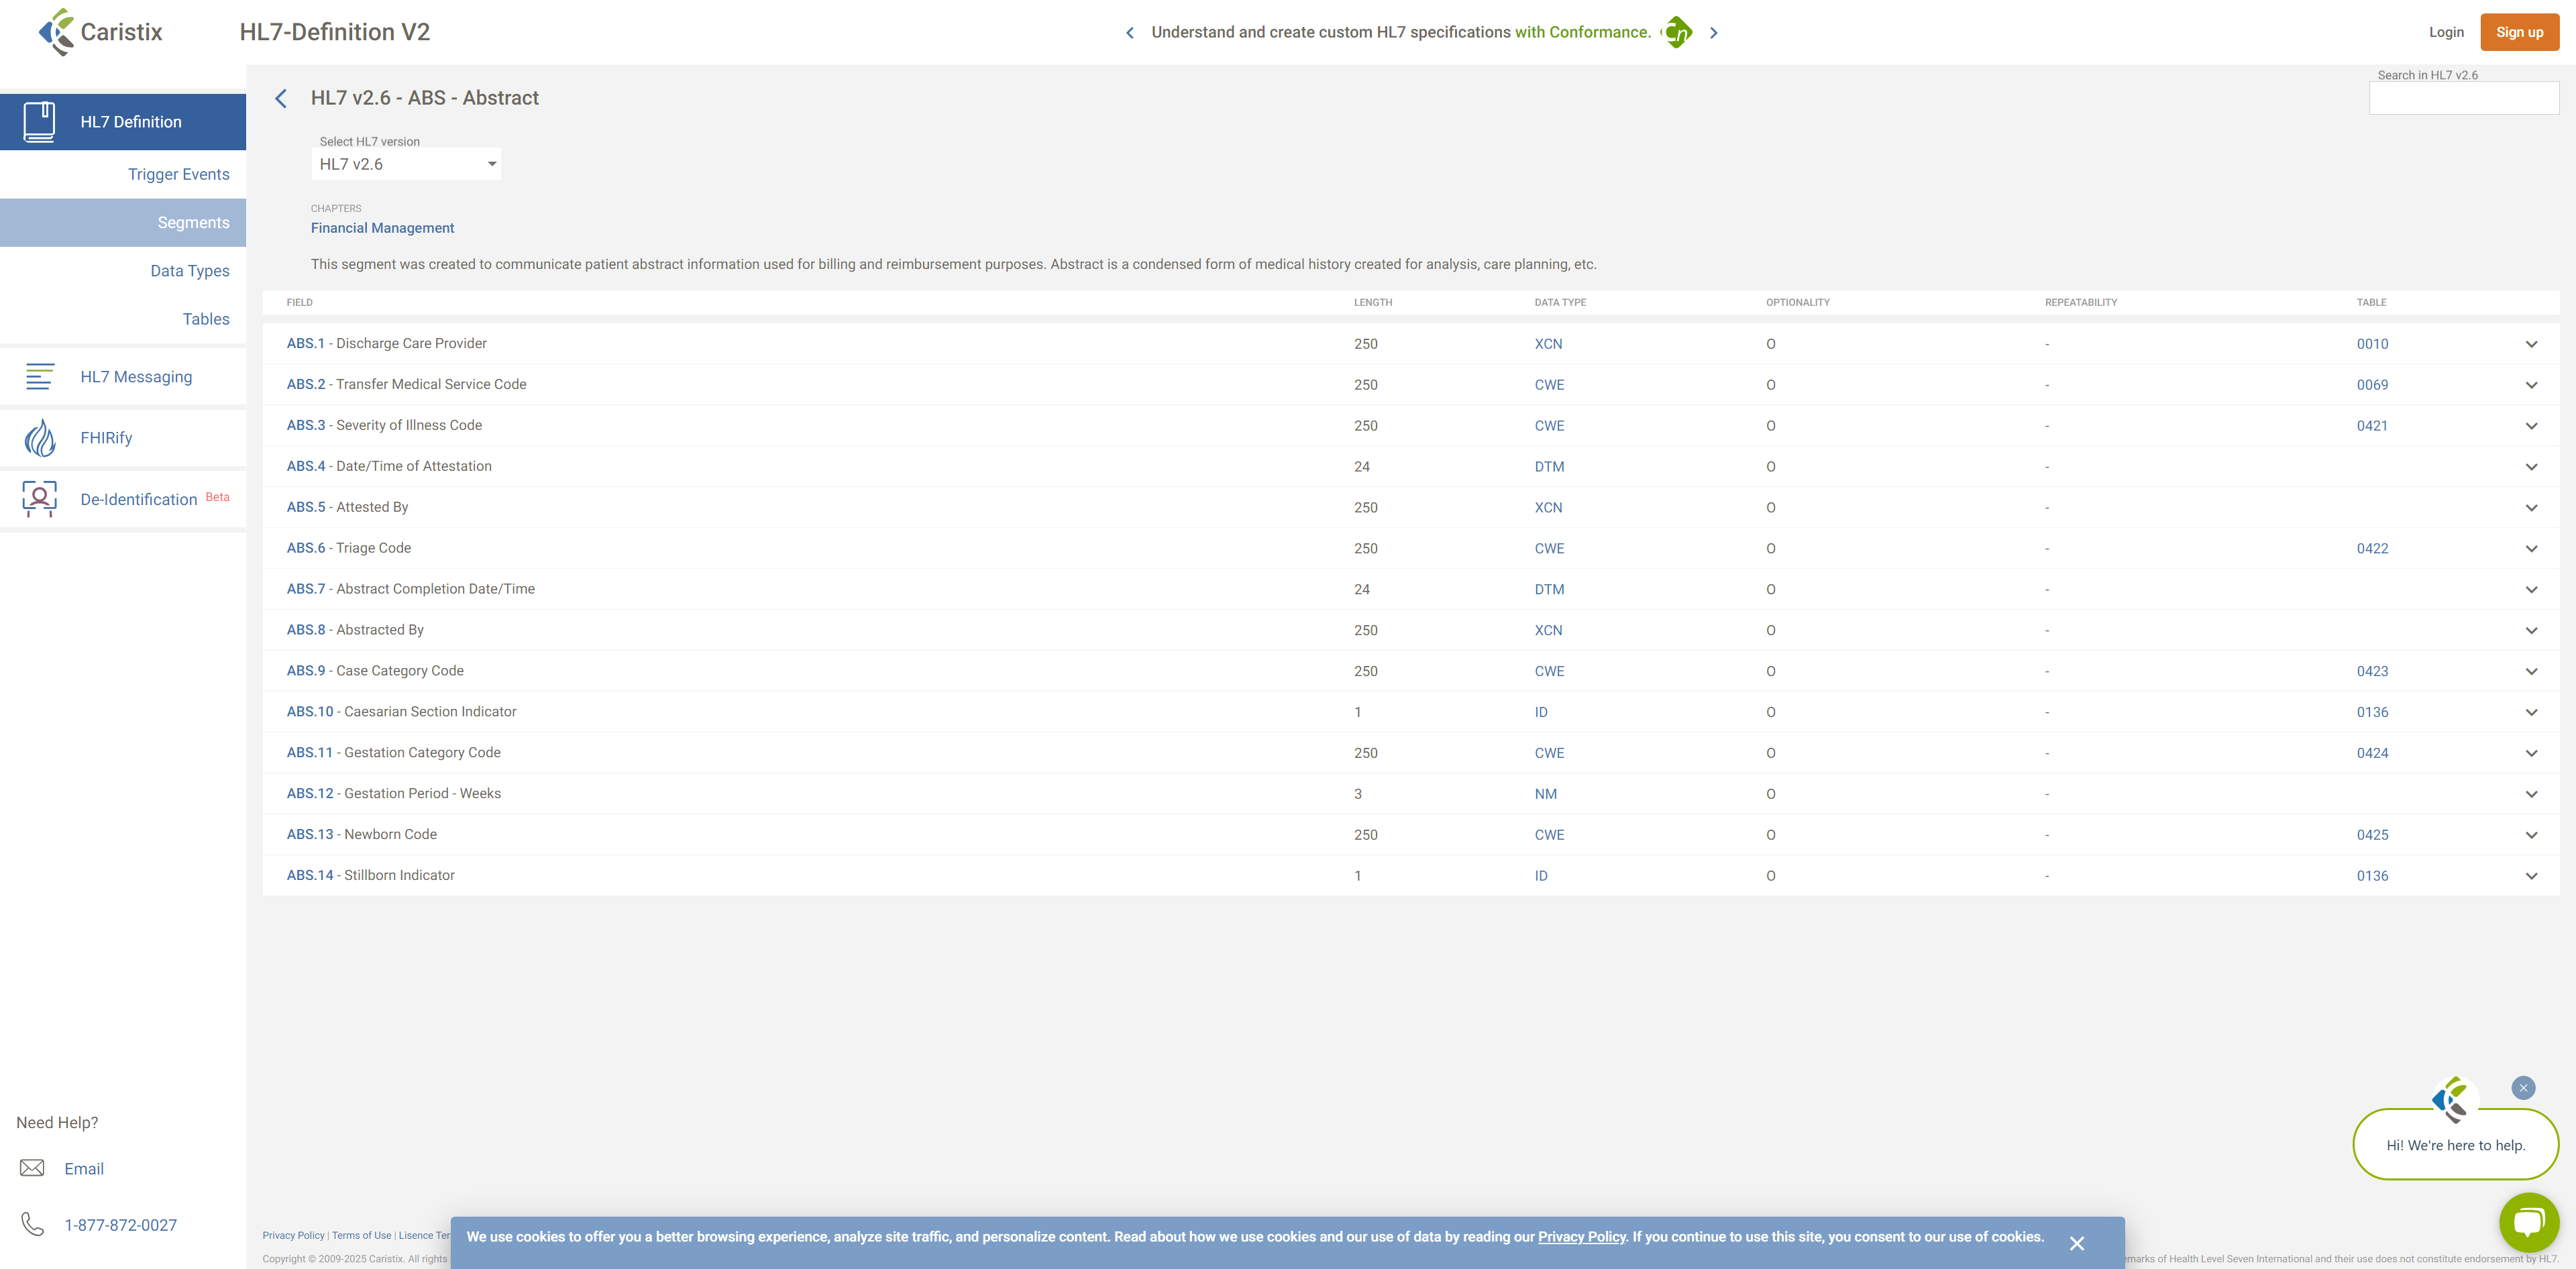 Caristix
HL7-Definition V2
Understand and create custom HL7 specifications with Conformance.
Cn
Login
Sign up
HL7 Definition
Trigger Events
Segments
Data Types
Tables
HL7 Messaging
FHIRify
De-Identification Beta
Need Help?
Email
1-877-872-0027
HL7 v2.6 - ABS - Abstract
Search in HL7 v2.6
Select HL7 version
HL7 v2.6
CHAPTERS
Financial Management
This segment was created to communicate patient abstract information used for billing and reimbursement purposes. Abstract is a condensed form of medical history created for analysis, care planning, etc.
FIELD LENGTH DATA TYPE OPTIONALITY REPEATABILITY TABLE
ABS.1 - Discharge Care Provider 250 XCN O - 0010
ABS.2 - Transfer Medical Service Code 250 CWE O - 0069
ABS.3 - Severity of Illness Code 250 CWE O - 0421
ABS.4 - Date/Time of Attestation 24 DTM O -
ABS.5 - Attested By 250 XCN O -
ABS.6 - Triage Code 250 CWE O - 0422
ABS.7 - Abstract Completion Date/Time 24 DTM O -
ABS.8 - Abstracted By 250 XCN O -
ABS.9 - Case Category Code 250 CWE O - 0423
ABS.10 - Caesarian Section Indicator 1 ID O - 0136
ABS.11 - Gestation Category Code 250 CWE O - 0424
ABS.12 - Gestation Period - Weeks 3 NM O -
ABS.13 - Newborn Code 250 CWE O - 0425
ABS.14 - Stillborn Indicator 1 ID O - 0136
Hi! We're here to help.
Privacy Policy | Terms of Use | Lisence Ter
Copyright © 2009-2025 Caristix. All rights
We use cookies to offer you a better browsing experience, analyze site traffic, and personalize content. Read about how we use cookies and our use of data by reading our Privacy Policy. If you continue to use this site, you consent to our use of cookies.
emarks of Health Level Seven International and their use does not constitute endorsement by HL7.